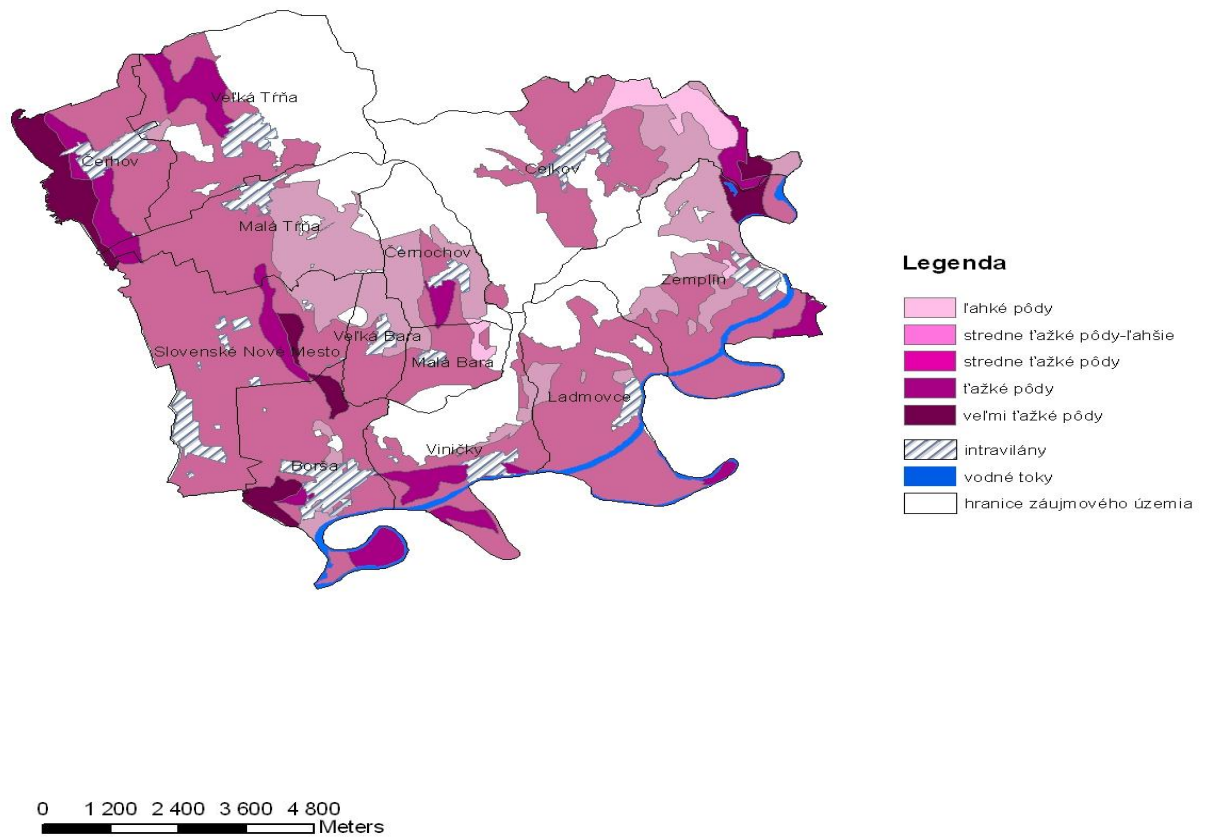 Veľká Tŕňa
Čerhov
Cejkov
Malá Tŕňa
Černochov
Zemplín
Veľká Bara
Slovenské Nové Mesto
Malá Bara
Ladmovce
Viničky
Borša
Legenda
ľahké pôdy
stredne ťažké pôdy-ľahšie
stredne ťažké pôdy
ťažké pôdy
veľmi ťažké pôdy
intravilány
vodné toky
hranice záujmového územia
0 1 200 2 400 3 600 4 800
Meters